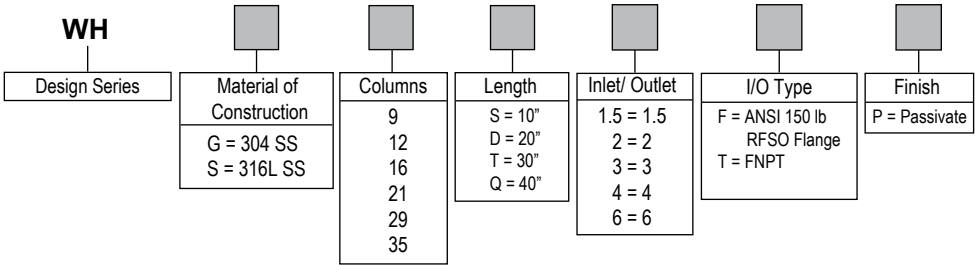 WH
Design Series
Material of
Construction
G = 304 SS
S = 316L SS
Columns
9
12
16
21
29
35
Length
S = 10”
D = 20”
T = 30”
Q = 40”
Inlet/ Outlet
1.5 = 1.5
2 = 2
3 = 3
4 = 4
6 = 6
I/O Type
F = ANSI 150 lb
RFSO Flange
T = FNPT
Finish
P = Passivate